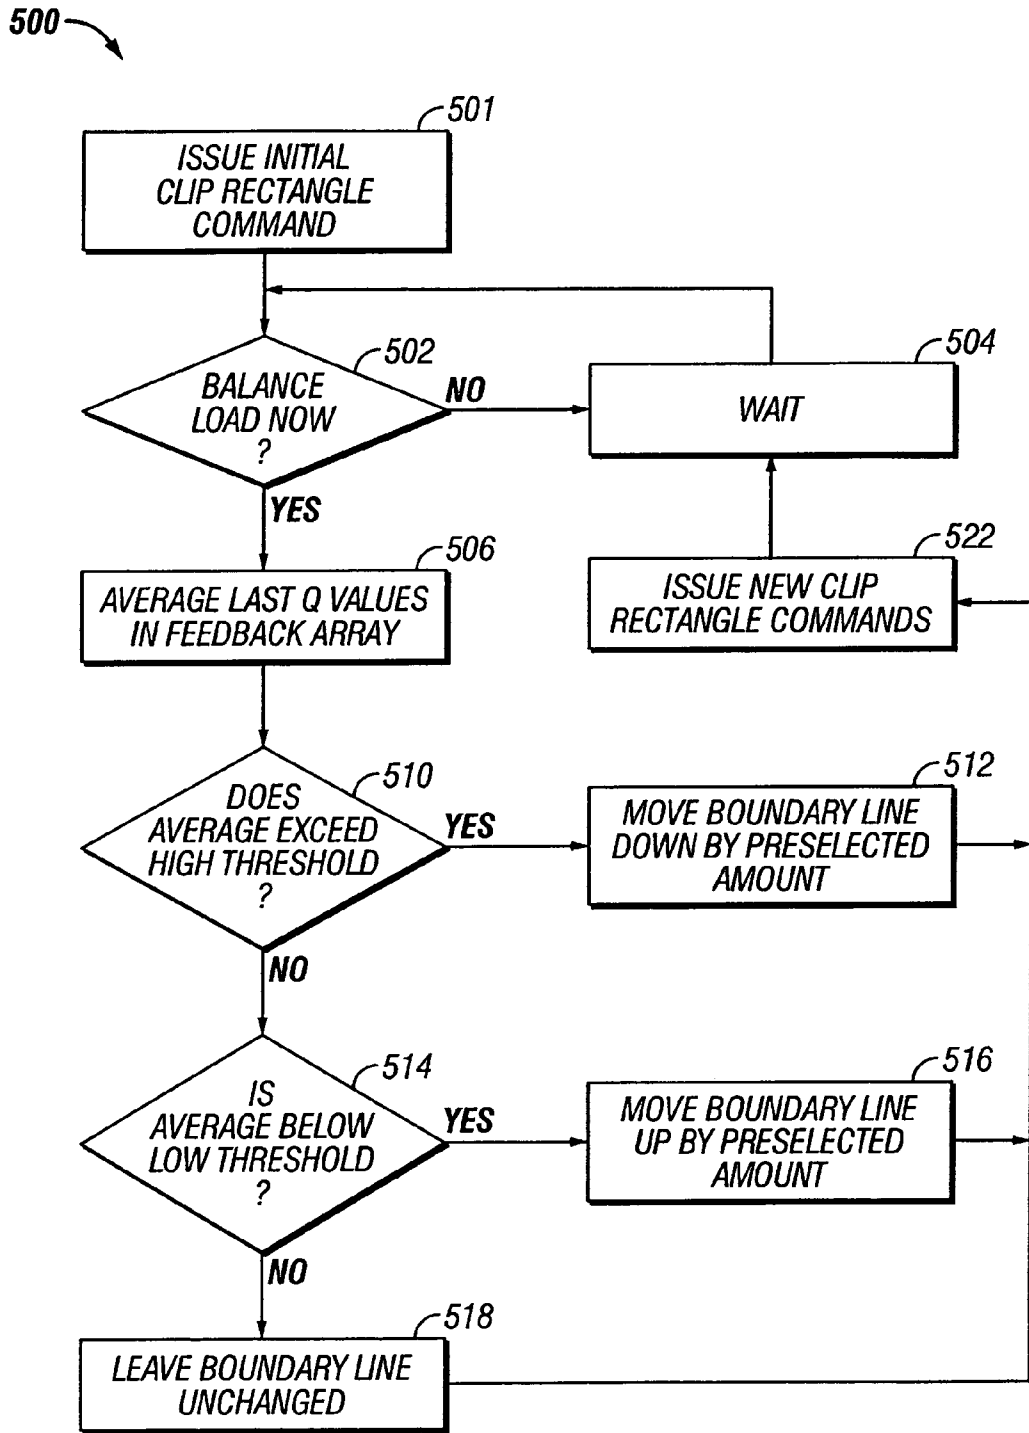 500
501
ISSUE INITIAL
CLIP RECTANGLE
COMMAND
502
BALANCE
LOAD NOW
?
NO
504
WAIT
YES
506
AVERAGE LAST Q VALUES
IN FEEDBACK ARRAY
522
ISSUE NEW CLIP
RECTANGLE COMMANDS
510
DOES
AVERAGE EXCEED
HIGH THRESHOLD
?
YES
512
MOVE BOUNDARY LINE
DOWN BY PRESELECTED
AMOUNT
NO
514
IS
AVERAGE BELOW
LOW THRESHOLD
?
YES
516
MOVE BOUNDARY LINE
UP BY PRESELECTED
AMOUNT
NO
518
LEAVE BOUNDARY LINE
UNCHANGED